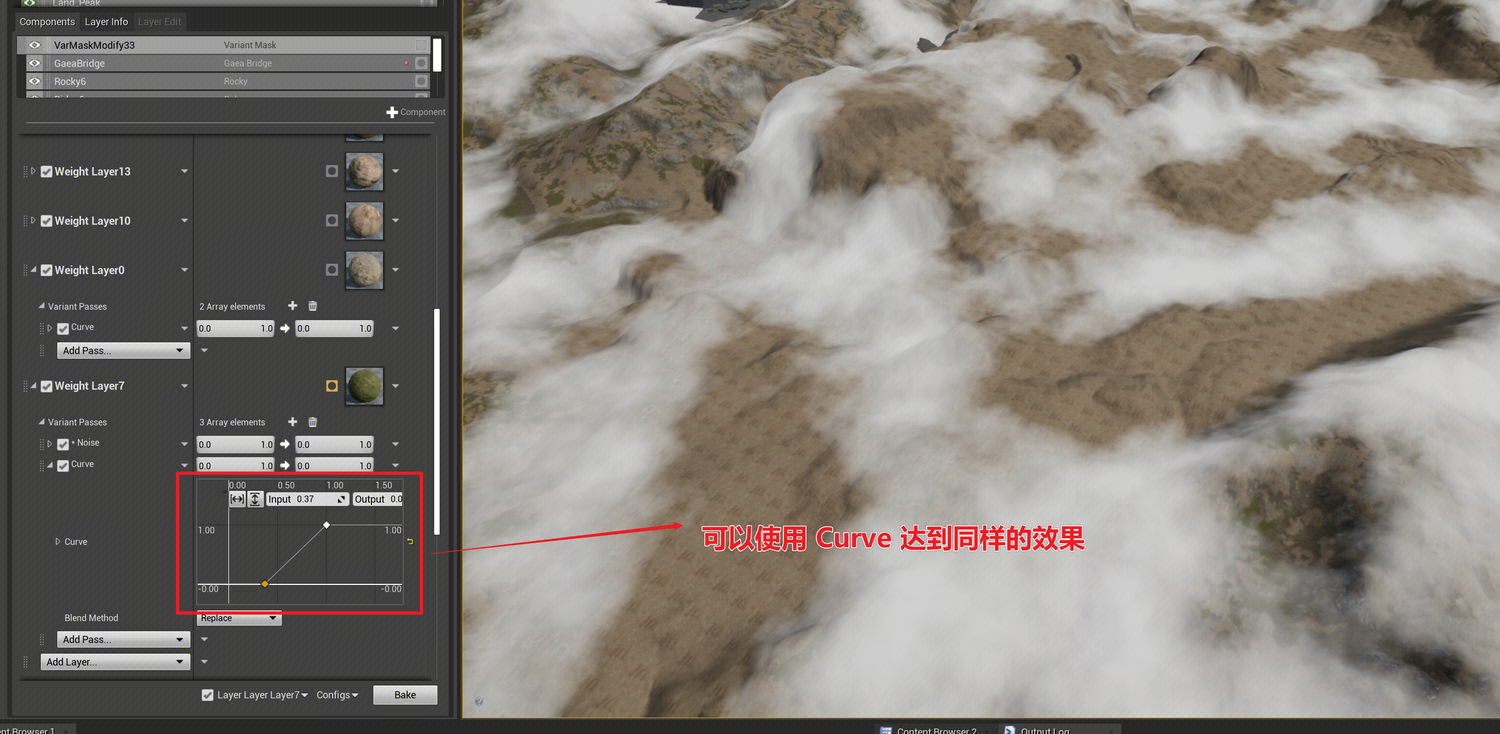 Land_Peak
Components Layer Info Layer Edit
VarMaskModify33 Variant Mask
GaeaBridge Gaea Bridge
Rocky6 Rocky
Component
Weight Layer13
Weight Layer10
Weight Layer0
Variant Passes 2 Array elements
Curve 0.0 1.0 0.0 1.0
Add Pass...
Weight Layer7
Variant Passes 3 Array elements
Noise 0.0 1.0 0.0 1.0
Curve 0.0 1.0 0.0 1.0
0.00 0.50 1.00 1.50
Input 0.37 Output 0.0
1.00 1.00
可以使用 Curve 达到同样的效果
Curve
-0.00 -0.00
Blend Method Replace
Add Pass...
Add Layer...
Layer Layer Layer7 Configs Bake
nt Browser 1 Content Browser 2 Output Log